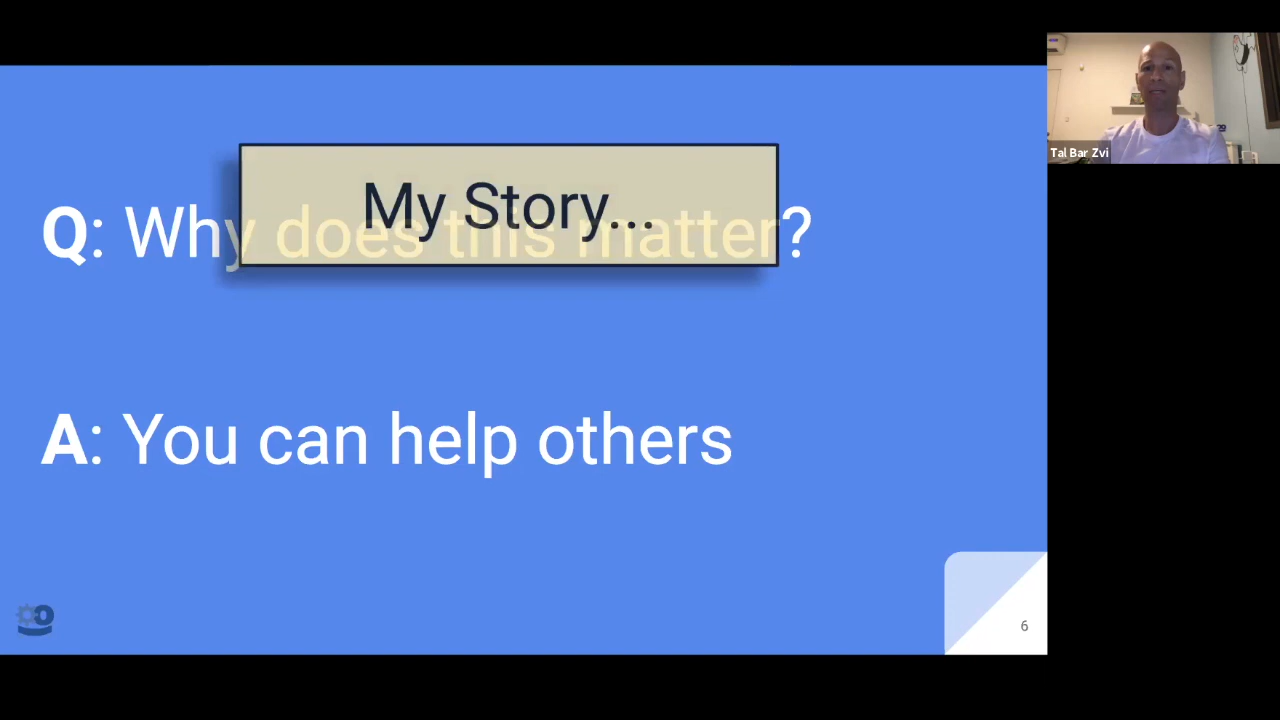 My Story...
Q: Why does this matter?
A: You can help others
6
Tal Bar Zvi